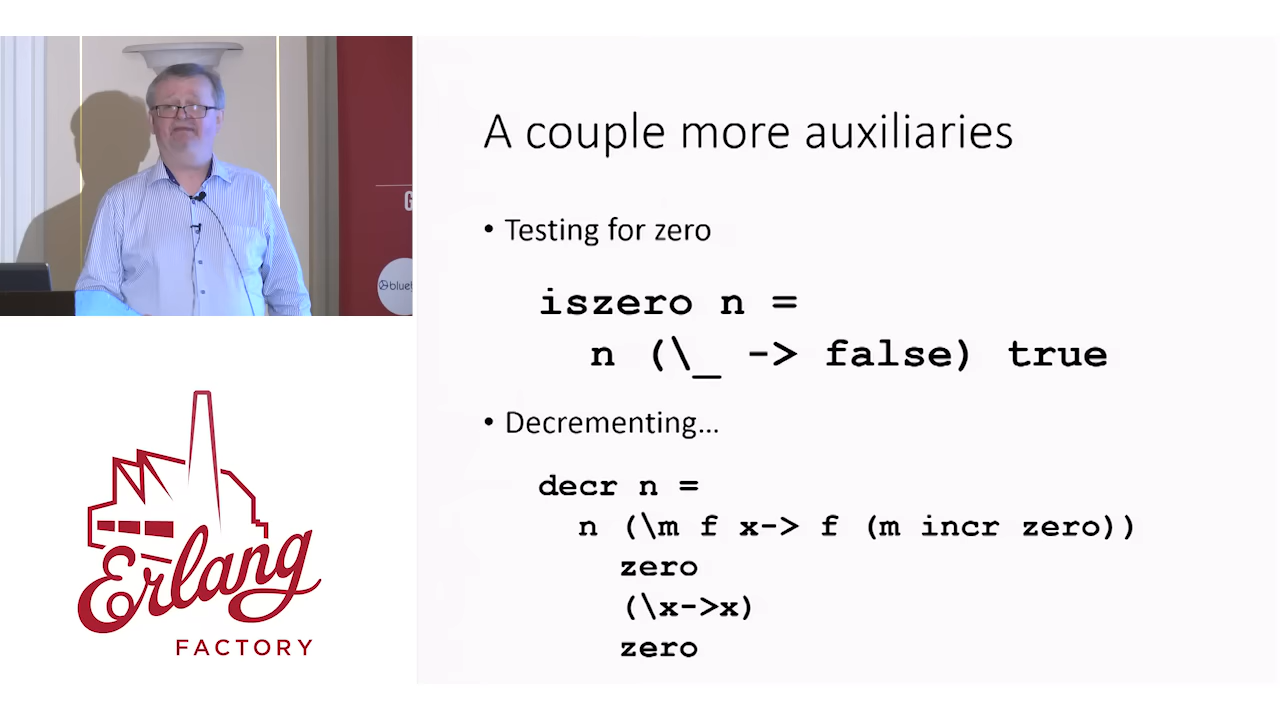 A couple more auxiliaries
• Testing for zero
iszero n =
n (\_ -> false) true
• Decrementing…
decr n =
n (\m f x-> f (m incr zero))
zero
(\x->x)
zero
Erlang
FACTORY